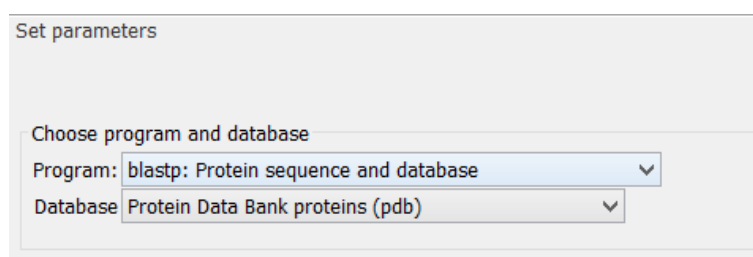 Set parameters
Choose program and database
Program: blastp: Protein sequence and database
Database Protein Data Bank proteins (pdb)